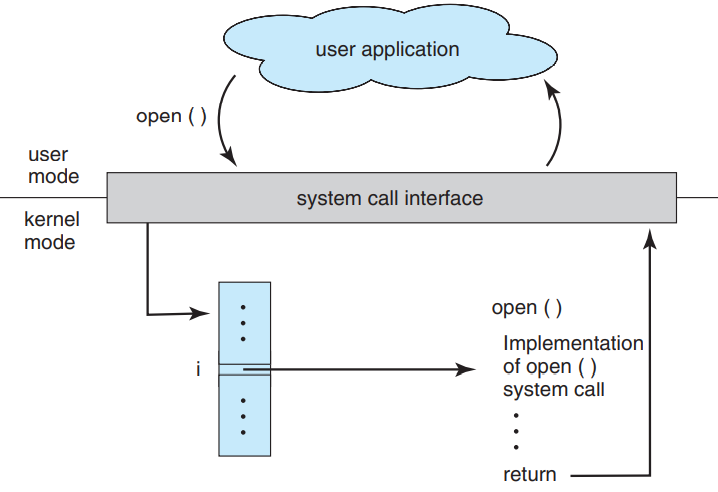 user application
open ( )
user
mode
system call interface
kernel
mode
open ( )
i
Implementation
of open ( )
system call
return